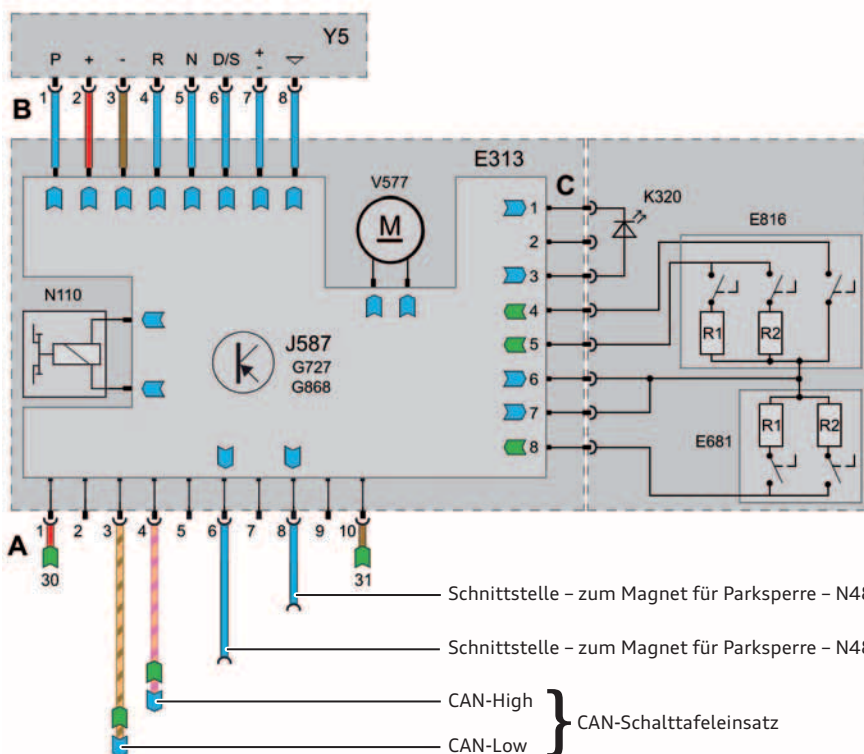 Y5
P + - R N D/S + - ▽
1 2 3 4 5 6 7 8
B
E313
C
V577
M
K320
E816
1
2
3
4
5
6
7
8
N110
J587
G727
G868
R1 R2
R1 R2
E681
A
1 2 3 4 5 6 7 8 9 10
30 31
Schnittstelle – zum Magnet für Parksperre –
Schnittstelle – zum Magnet für Parksperre –
CAN-High
CAN-Schalttafeleinsatz
CAN-Low